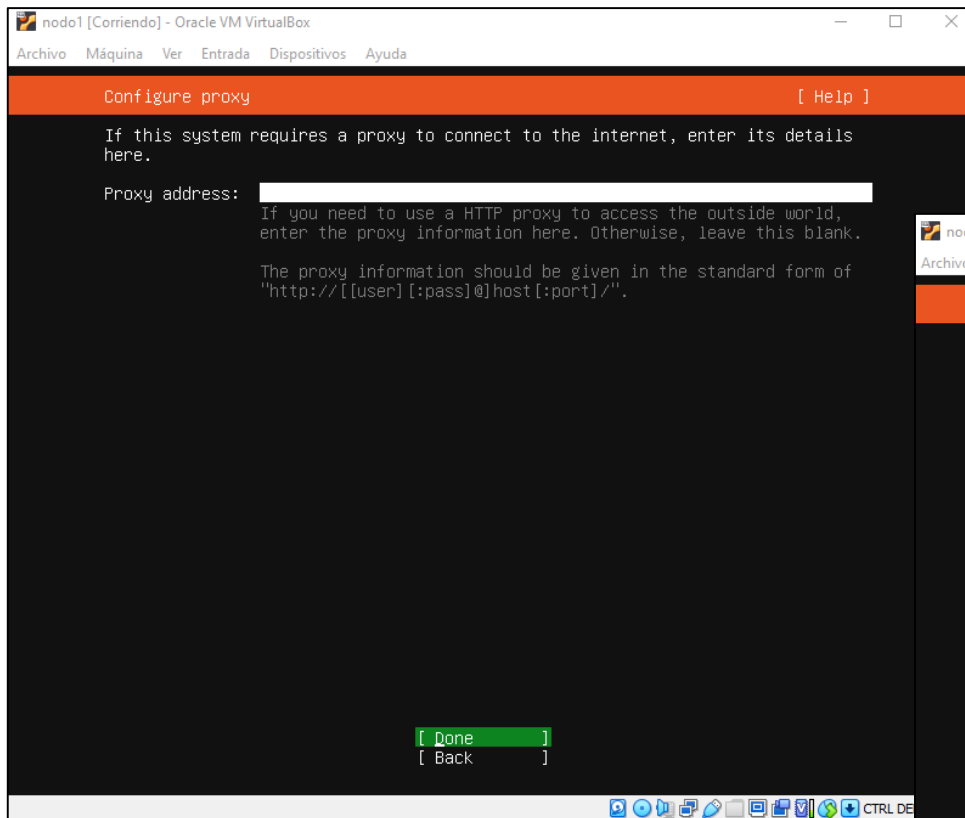 nodo1 [Corriendo] - Oracle VM VirtualBox
Archivo Máquina Ver Entrada Dispositivos Ayuda
Configure proxy [ Help ]
If this system requires a proxy to connect to the internet, enter its details
here.
Proxy address:
If you need to use a HTTP proxy to access the outside world,
enter the proxy information here. Otherwise, leave this blank.
The proxy information should be given in the standard form of
"http://[[user][:pass]@]host[:port]/".
no
Archivo
[ Done ]
[ Back ]
CTRL DE